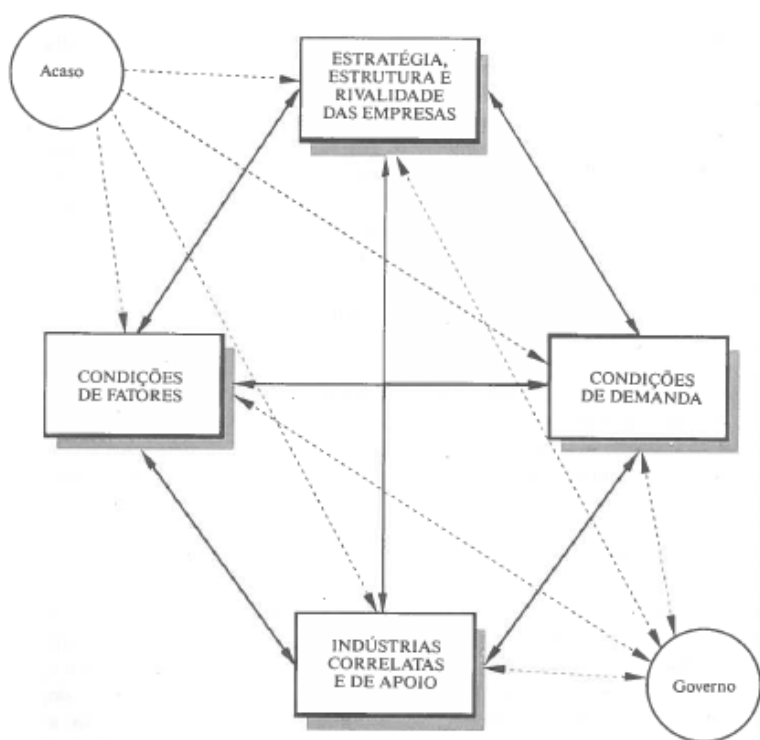 Acaso
ESTRATÉGIA,
ESTRUTURA E
RIVALIDADE
DAS EMPRESAS
CONDIÇÕES
DE FATORES
CONDIÇÕES
DE DEMANDA
INDÚSTRIAS
CORRELATAS
E DE APOIO
Governo